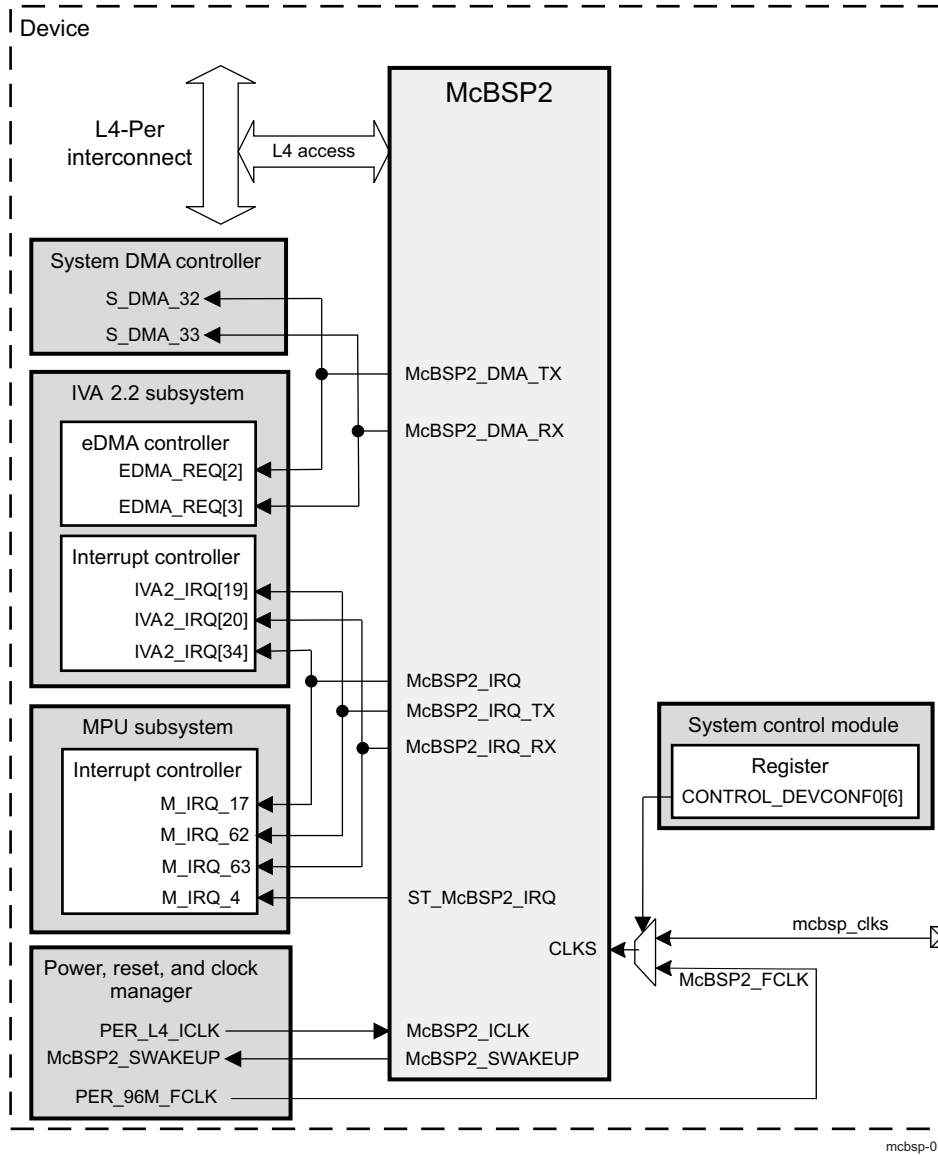 Device
McBSP2
L4-Per
interconnect
L4 access
System DMA controller
S_DMA_32
S_DMA_33
McBSP2_DMA_TX
McBSP2_DMA_RX
IVA 2.2 subsystem
eDMA controller
EDMA_REQ[2]
EDMA_REQ[3]
Interrupt controller
IVA2_IRQ[19]
IVA2_IRQ[20]
IVA2_IRQ[34]
McBSP2_IRQ
McBSP2_IRQ_TX
McBSP2_IRQ_RX
MPU subsystem
Interrupt controller
M_IRQ_17
M_IRQ_62
M_IRQ_63
M_IRQ_4
ST_McBSP2_IRQ
System control module
Register
CONTROL_DEVCONF0[6]
CLKS
mcbsp_clks
McBSP2_FCLK
Power, reset, and clock
manager
PER_L4_ICLK
McBSP2_ICLK
McBSP2_SWAKEUP
McBSP2_SWAKEUP
PER_96M_FCLK
mcbsp-0